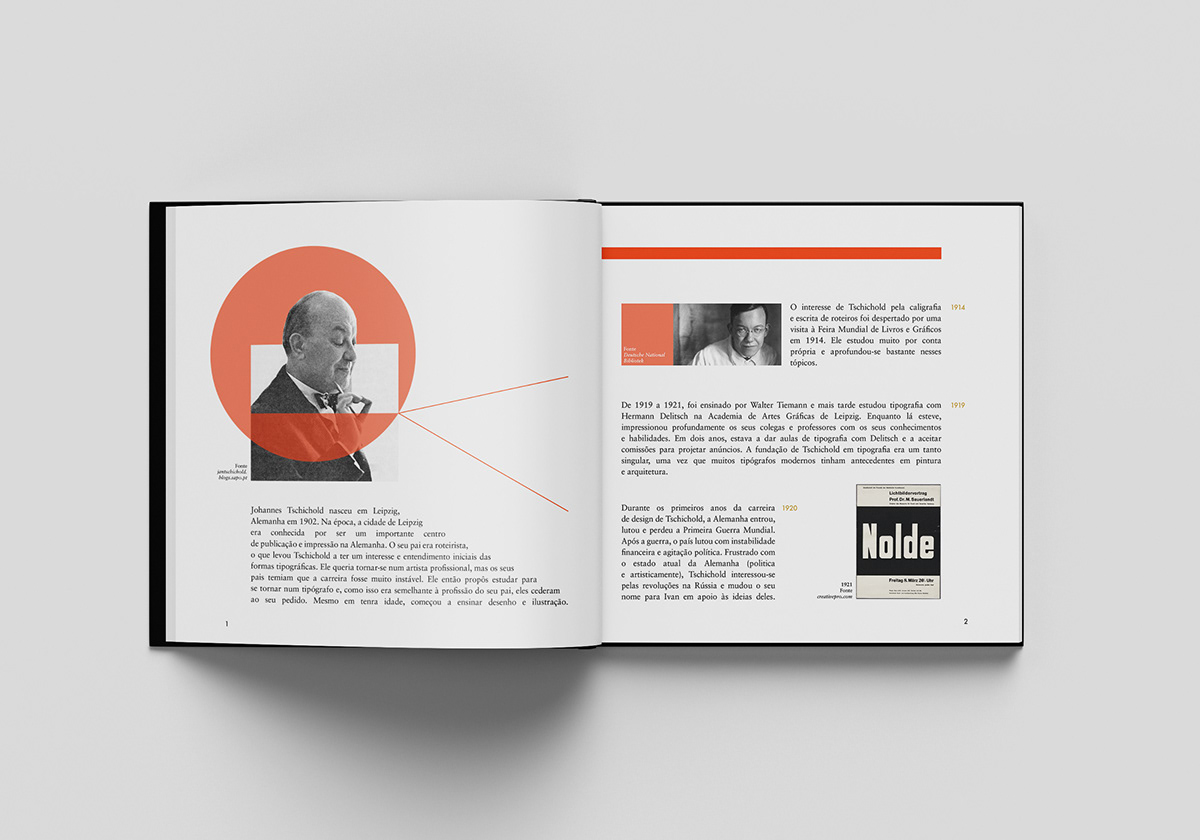 Fonte
jantschichold.
blogs.sapo.pt
Johannes Tschichold nasceu em Leipzig,
Alemanha em 1902. Na época, a cidade de Leipzig
era conhecida por ser um importante centro
de publicação e impressão na Alemanha. O seu pai era roteirista,
o que levou Tschichold a ter um interesse e entendimento iniciais das
formas tipográficas. Ele queria tornar-se num artista profissional, mas os seus
pais temiam que a carreira fosse muito instável. Ele então propôs estudar para
se tornar num tipógrafo e, como isso era semelhante à profissão do seu pai, eles cederam
ao seu pedido. Mesmo em tenra idade, começou a ensinar desenho e ilustração.
1
Fonte
Deutsche National
Bibliotek
O interesse de Tschichold pela caligrafia
e escrita de roteiros foi despertado por uma
visita à Feira Mundial de Livros e Gráficos
em 1914. Ele estudou muito por conta
própria e aprofundou-se bastante nesses
tópicos.
1914
De 1919 a 1921, foi ensinado por Walter Tiemann e mais tarde estudou tipografia com
Hermann Delitsch na Academia de Artes Gráficas de Leipzig. Enquanto lá esteve,
impressionou profundamente os seus colegas e professores com os seus conhecimentos
e habilidades. Em dois anos, estava a dar aulas de tipografia com Delitsch e a aceitar
comissões para projetar anúncios. A fundação de Tschichold em tipografia era um tanto
singular, uma vez que muitos tipógrafos modernos tinham antecedentes em pintura
e arquitetura.
1919
Durante os primeiros anos da carreira
de design de Tschichold, a Alemanha entrou,
lutou e perdeu a Primeira Guerra Mundial.
Após a guerra, o país lutou com instabilidade
financeira e agitação política. Frustrado com
o estado atual da Alemanha (politica
e artisticamente), Tschichold interessou-se
pelas revoluções na Rússia e mudou o seu
nome para Ivan em apoio às ideias deles.
1920
Lichtbildervortrag
Prof. Dr. M. Sauerlandt
Nolde
Freitag 9. März 20¹⁵ Uhr
1921
Fonte
creativepro.com
2